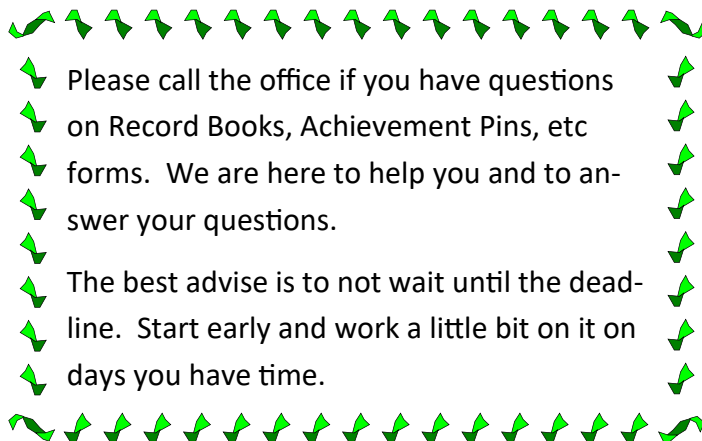 Please call the office if you have questions
on Record Books, Achievement Pins, etc
forms.  We are here to help you and to an-
swer your questions.
The best advise is to not wait until the dead-
line.  Start early and work a little bit on it on
days you have time.